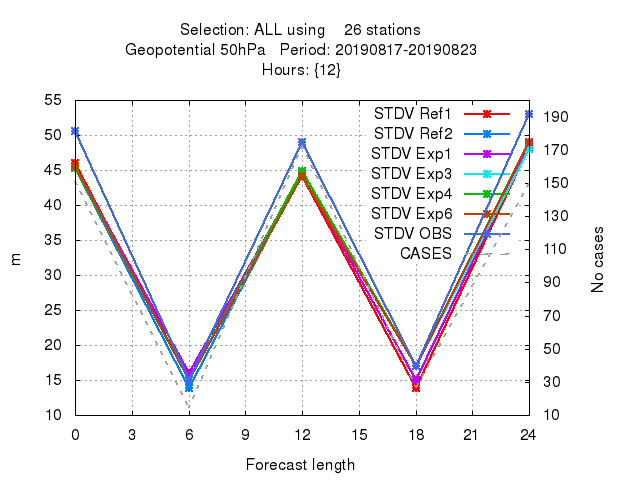 Selection: ALL using    26 stations
Geopotential 50hPa   Period: 20190817-20190823
Hours: {12}
STDV Ref1
STDV Ref2
STDV Exp1
STDV Exp3
STDV Exp4
STDV Exp6
STDV OBS
CASES
55
50
45
40
35
30
25
20
15
10
m
190
170
150
130
110
90
70
50
30
10
No cases
0 3 6 9 12 15 18 21 24
Forecast length